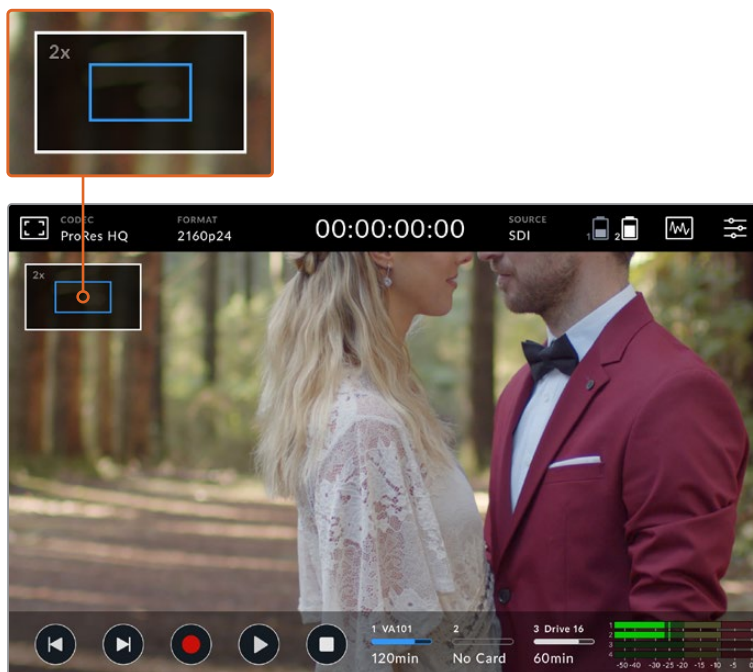 2x
CODEC
ProRes HQ
FORMAT
2160p24
00:00:00:00
SOURCE
SDI
1
2
2x
1 VA101
120min
2
No Card
3 Drive 16
60min
1
2
3
4
-50 -40 -30 -25 -20 -15 -10 -5